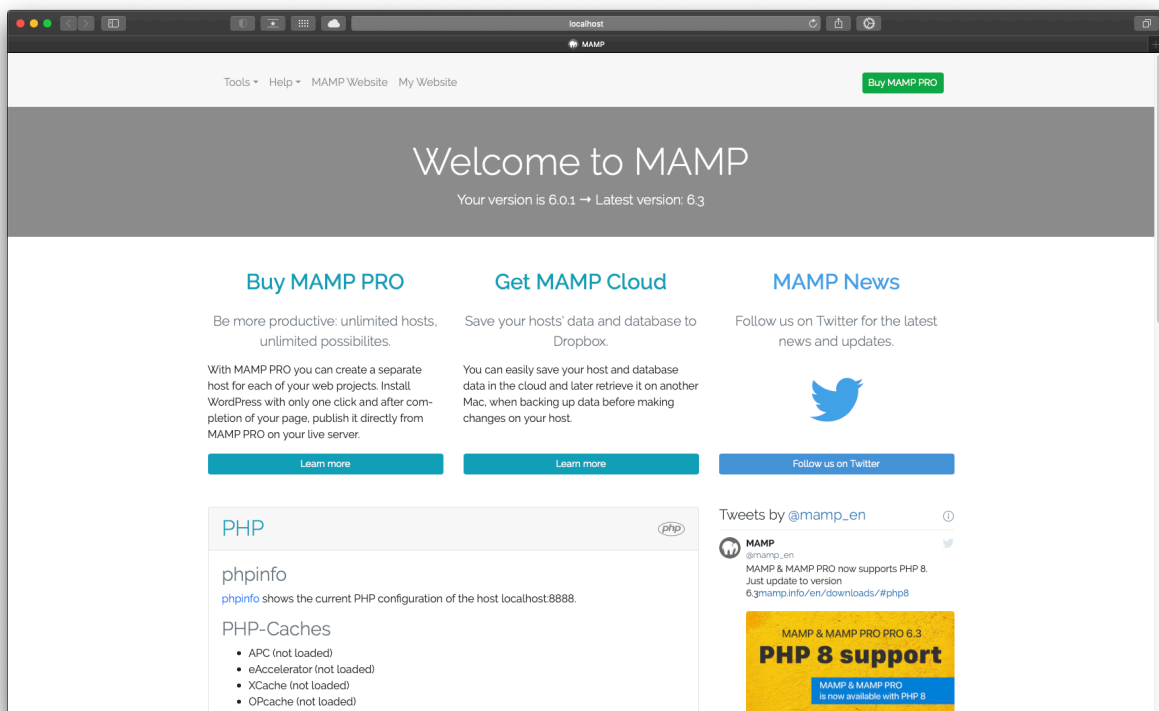 localhost
MAMP
Tools Help MAMP Website My Website
Buy MAMP PRO
Welcome to MAMP
Your version is 6.0.1 → Latest version: 6.3
Buy MAMP PRO
Be more productive: unlimited hosts,
unlimited possibilites.
With MAMP PRO you can create a separate
host for each of your web projects. Install
WordPress with only one click and after com-
pletion of your page, publish it directly from
MAMP PRO on your live server.
Learn more
Get MAMP Cloud
Save your hosts' data and database to
Dropbox.
You can easily save your host and database
data in the cloud and later retrieve it on another
Mac, when backing up data before making
changes on your host.
Learn more
MAMP News
Follow us on Twitter for the latest
news and updates.
Follow us on Twitter
PHP
php
phpinfo
phpinfo shows the current PHP configuration of the host localhost:8888.
PHP-Caches
• APC (not loaded)
• eAccelerator (not loaded)
• XCache (not loaded)
• OPcache (not loaded)
Tweets by @mamp_en
MAMP
@mamp_en
MAMP & MAMP PRO now supports PHP 8.
Just update to version
6.3mamp.info/en/downloads/#php8
MAMP & MAMP PRO PRO 6.3
PHP 8 support
MAMP & MAMP PRO
is now available with PHP 8